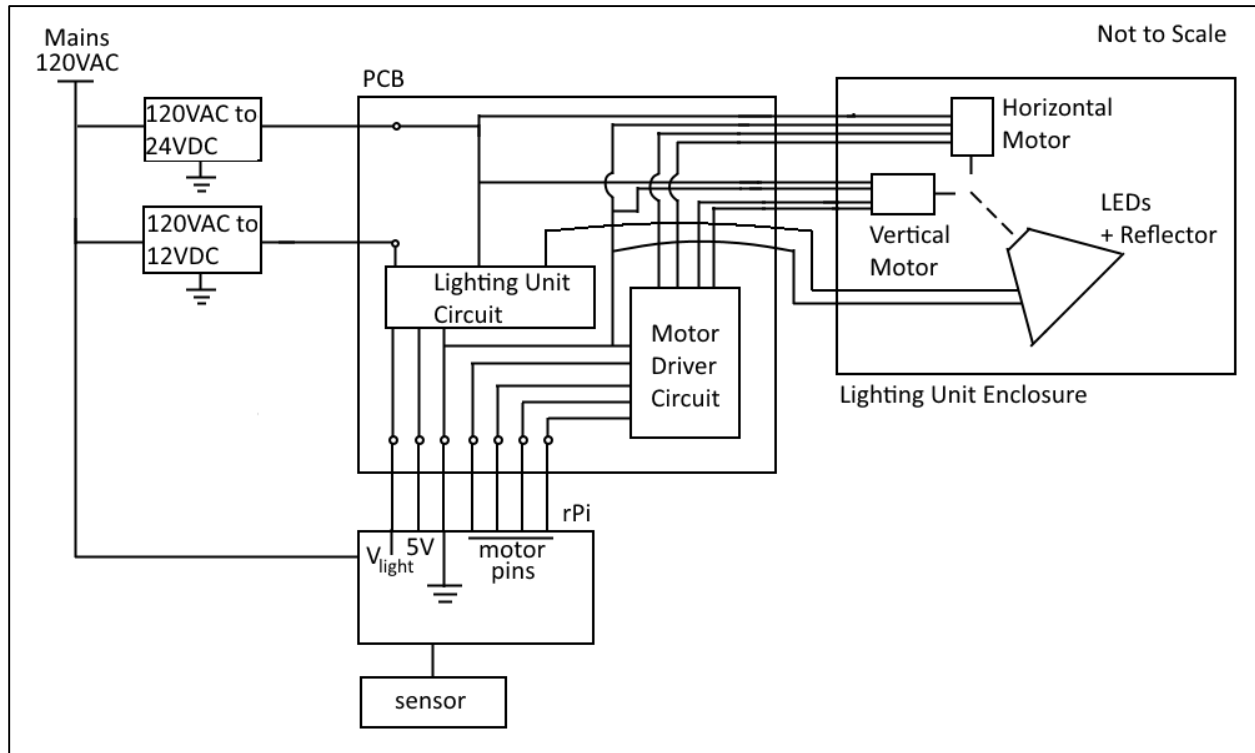 Mains
120VAC
Not to Scale
PCB
120VAC to
24VDC
Horizontal
Motor
120VAC to
12VDC
LEDs
+ Reflector
Vertical
Motor
Lighting Unit
Circuit
Motor
Driver
Circuit
Lighting Unit Enclosure
rPi
Vlight
5V
motor
pins
sensor